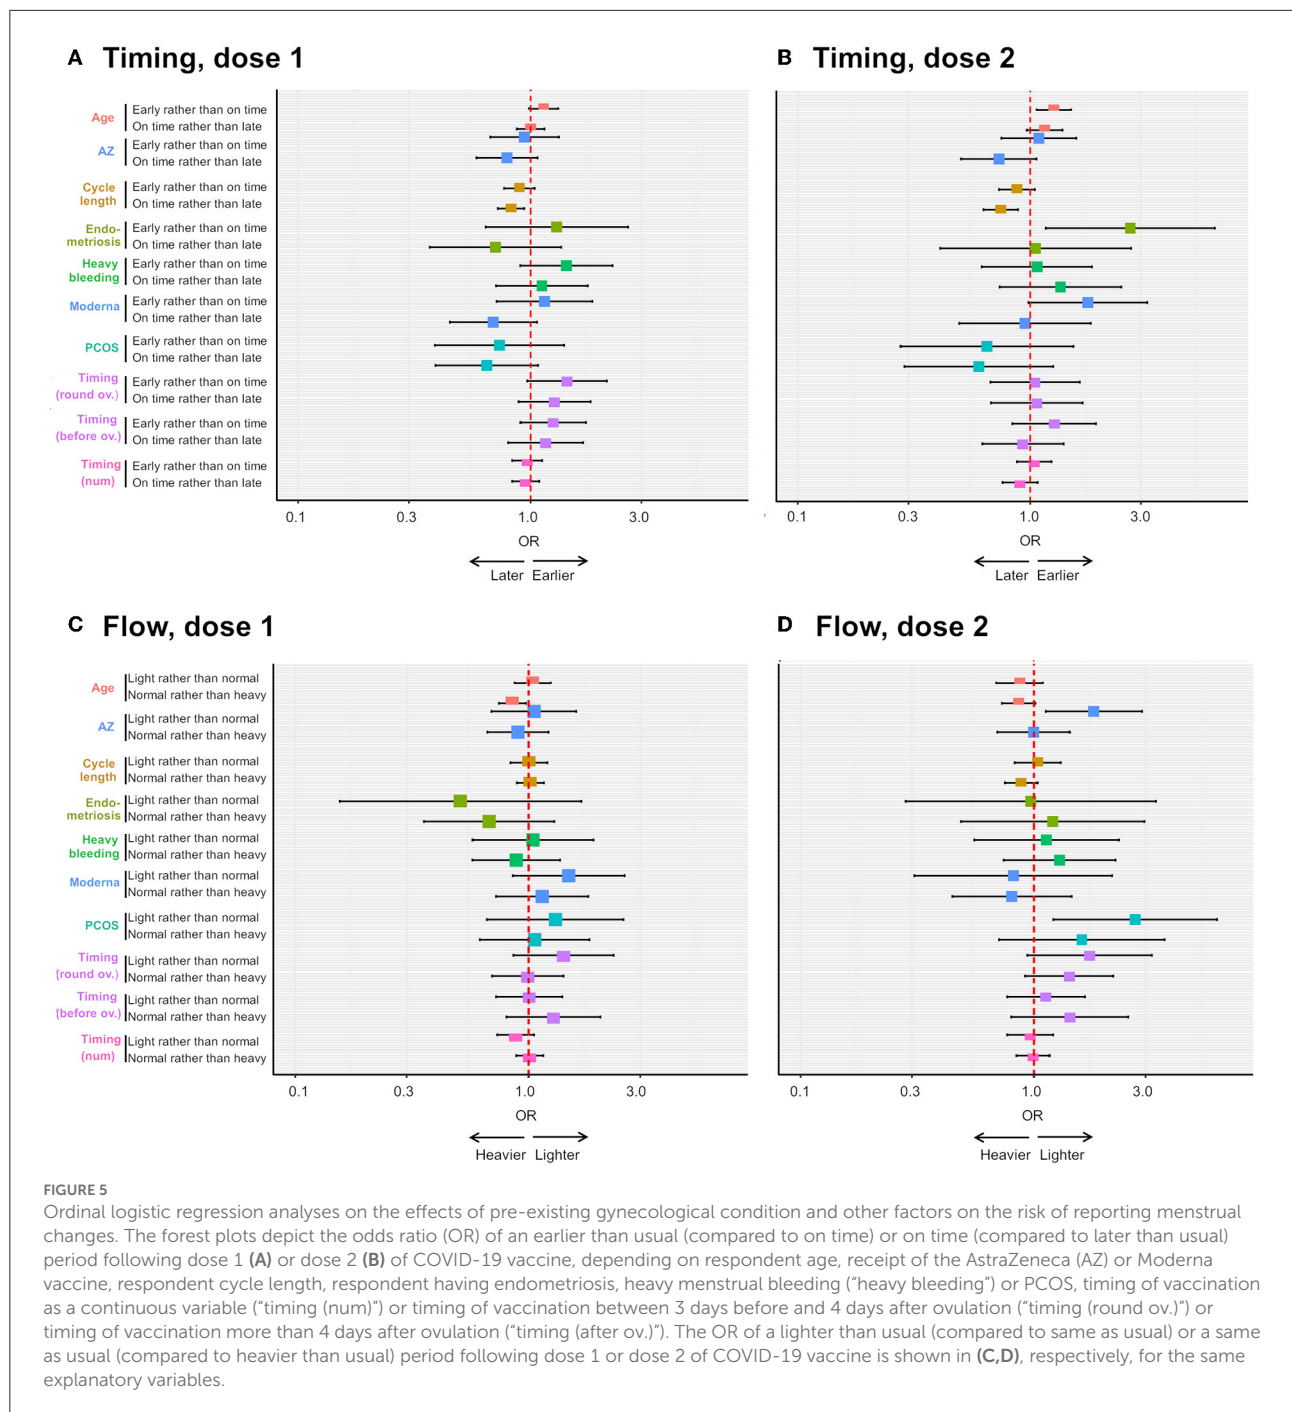 A Timing, dose 1
Age
Early rather than on time
On time rather than late
AZ
Early rather than on time
On time rather than late
Cycle
length
Early rather than on time
On time rather than late
Endo-
metriosis
Early rather than on time
On time rather than late
Heavy
bleeding
Early rather than on time
On time rather than late
Moderna
Early rather than on time
On time rather than late
PCOS
Early rather than on time
On time rather than late
Timing
(round ov.)
Early rather than on time
On time rather than late
Timing
(before ov.)
Early rather than on time
On time rather than late
Timing
(num)
Early rather than on time
On time rather than late
0.1 0.3 1.0 3.0
OR
Later Earlier
B Timing, dose 2
0.1 0.3 1.0 3.0
OR
Later Earlier
C Flow, dose 1
Age
Light rather than normal
Normal rather than heavy
AZ
Light rather than normal
Normal rather than heavy
Cycle
length
Light rather than normal
Normal rather than heavy
Endo-
metriosis
Light rather than normal
Normal rather than heavy
Heavy
bleeding
Light rather than normal
Normal rather than heavy
Moderna
Light rather than normal
Normal rather than heavy
PCOS
Light rather than normal
Normal rather than heavy
Timing
(round ov.)
Light rather than normal
Normal rather than heavy
Timing
(before ov.)
Light rather than normal
Normal rather than heavy
Timing
(num)
Light rather than normal
Normal rather than heavy
0.1 0.3 1.0 3.0
OR
Heavier Lighter
D Flow, dose 2
0.1 0.3 1.0 3.0
OR
Heavier Lighter
FIGURE 5
Ordinal logistic regression analyses on the effects of pre-existing gynecological condition and other factors on the risk of reporting menstrual
changes. The forest plots depict the odds ratio (OR) of an earlier than usual (compared to on time) or on time (compared to later than usual)
period following dose 1 (A) or dose 2 (B) of COVID-19 vaccine, depending on respondent age, receipt of the AstraZeneca (AZ) or Moderna
vaccine, respondent cycle length, respondent having endometriosis, heavy menstrual bleeding (“heavy bleeding”) or PCOS, timing of vaccination
as a continuous variable (“timing (num)”) or timing of vaccination between 3 days before and 4 days after ovulation (“timing (round ov.)”) or
timing of vaccination more than 4 days after ovulation (“timing (after ov.)”). The OR of a lighter than usual (compared to same as usual) or a same
as usual (compared to heavier than usual) period following dose 1 or dose 2 of COVID-19 vaccine is shown in (C,D), respectively, for the same
explanatory variables.